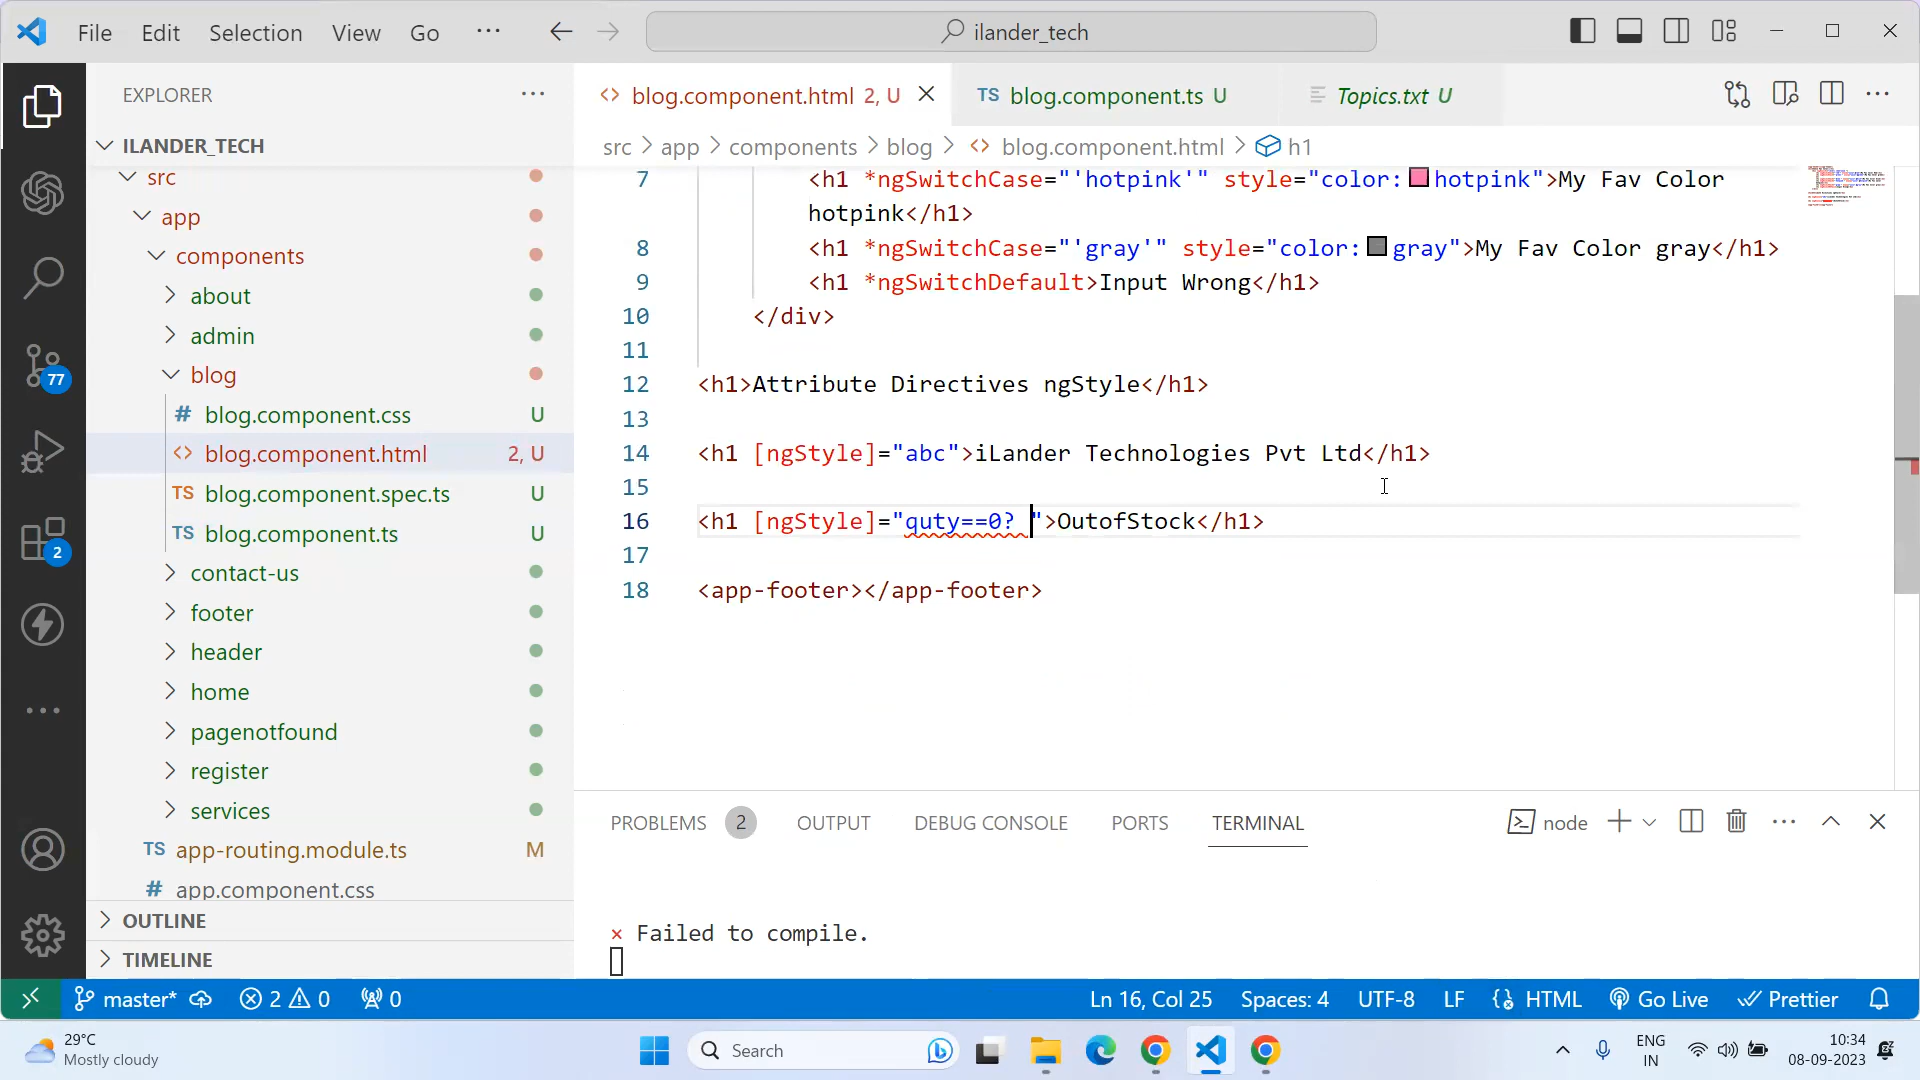 File Edit Selection View Go ··· ilander_tech
EXPLORER ···
ILANDER_TECH
src
app
components
about
admin
blog
# blog.component.css U
<> blog.component.html 2, U
TS blog.component.spec.ts U
TS blog.component.ts U
contact-us
footer
header
home
pagenotfound
register
services
TS app-routing.module.ts M
# app.component.css
OUTLINE
TIMELINE
77
2
<> blog.component.html 2, U
TS blog.component.ts U
Topics.txt U
src > app > components > blog > <> blog.component.html > h1
7 <h1 *ngSwitchCase="'hotpink'" style="color:hotpink">My Fav Color
hotpink</h1>
8 <h1 *ngSwitchCase="'gray'" style="color:gray">My Fav Color gray</h1>
9 <h1 *ngSwitchDefault>Input Wrong</h1>
10 </div>
11
12 <h1>Attribute Directives ngStyle</h1>
13
14 <h1 [ngStyle]="abc">iLander Technologies Pvt Ltd</h1>
15
16 <h1 [ngStyle]="quty==0? ">OutofStock</h1>
17
18 <app-footer></app-footer>
PROBLEMS 2 OUTPUT DEBUG CONSOLE PORTS TERMINAL node
× Failed to compile.
master* 2 0 0 Ln 16, Col 25 Spaces: 4 UTF-8 LF HTML Go Live Prettier
29°C
Mostly cloudy
Search
ENG
IN
10:34
08-09-2023